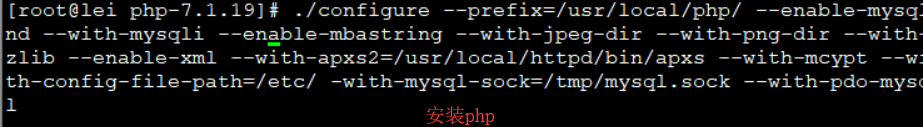 [root@lei php-7.1.19]# ./configure --prefix=/usr/local/php/ --enable-mysql
nd --with-mysqli --enable-mbastring --with-jpeg-dir --with-png-dir --with-
zlib --enable-xml --with-apxs2=/usr/local/httpd/bin/apxs --with-mcypt --wi
th-config-file-path=/etc/ -with-mysql-sock=/tmp/mysql.sock --with-pdo-mysq
l
安装php